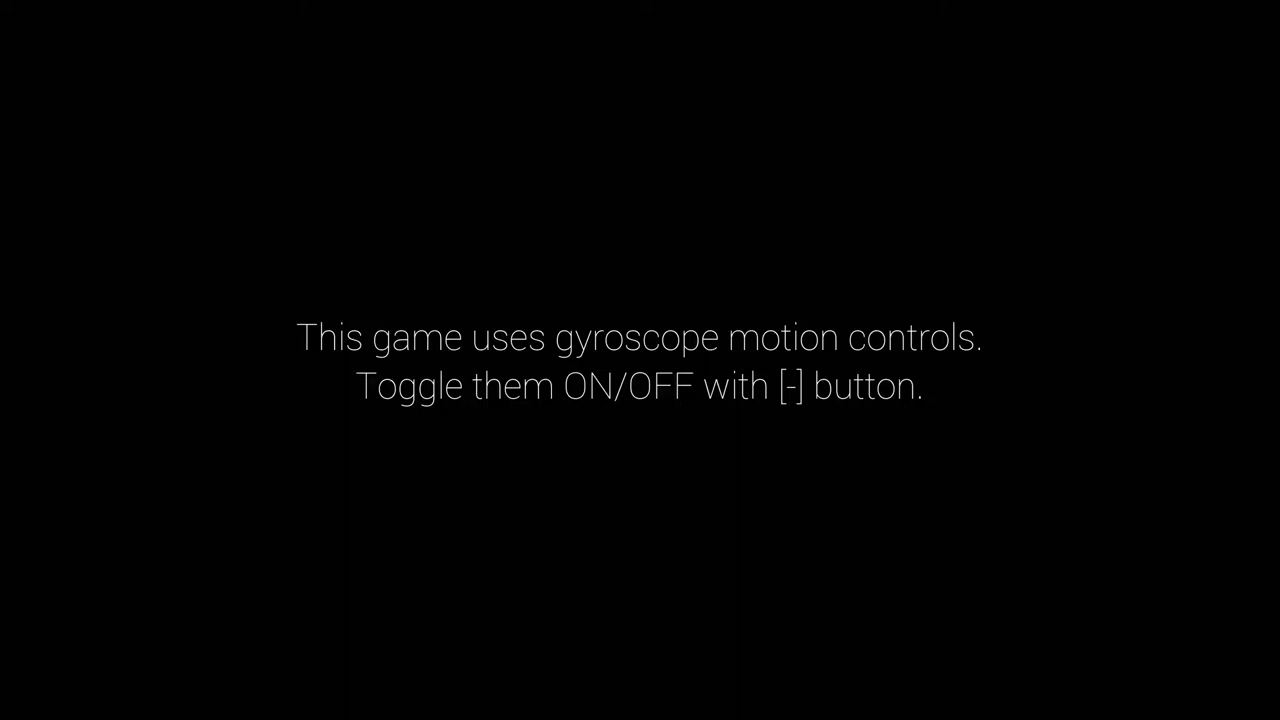 This game uses gyroscope motion controls.
Toggle them ON/OFF with [-] button.